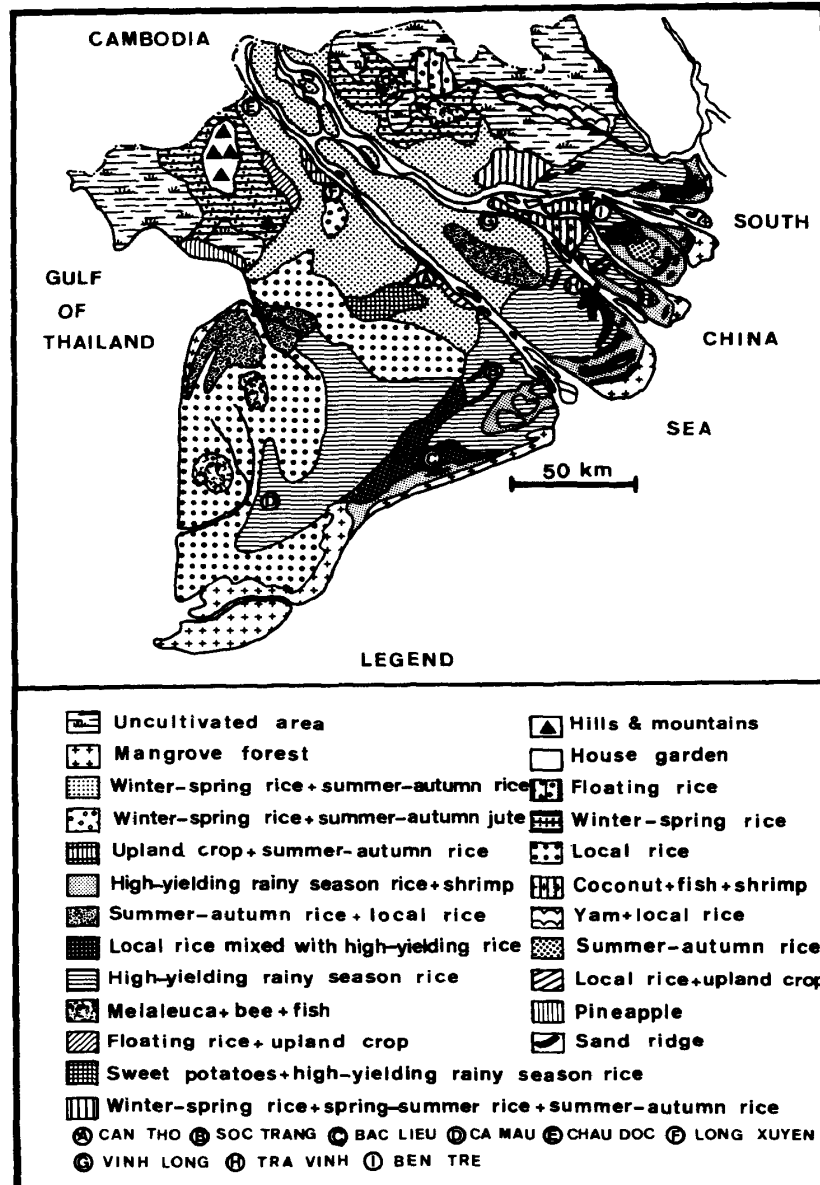 CAMBODIA
SOUTH
GULF
OF
THAILAND
CHINA
SEA
50 km
LEGEND
Uncultivated area
Mangrove forest
Winter-spring rice+summer-autumn rice
Winter-spring rice+summer-autumn jute
Upland crop+summer-autumn rice
High-yielding rainy season rice+shrimp
Summer-autumn rice+local rice
Local rice mixed with high-yielding rice
High-yielding rainy season rice
Melaleuca+bee+fish
Floating rice+upland crop
Sweet potatoes+high-yielding rainy season rice
Winter-spring rice+spring-summer rice+summer-autumn rice
Hills & mountains
House garden
Floating rice
Winter-spring rice
Local rice
Coconut+fish+shrimp
Yam+local rice
Summer-autumn rice
Local rice+upland crop
Pineapple
Sand ridge
Ⓐ CAN THO Ⓑ SOC TRANG Ⓒ BAC LIEU Ⓓ CA MAU Ⓔ CHAU DOC Ⓕ LONG XUYEN
Ⓖ VINH LONG Ⓗ TRA VINH Ⓘ BEN TRE